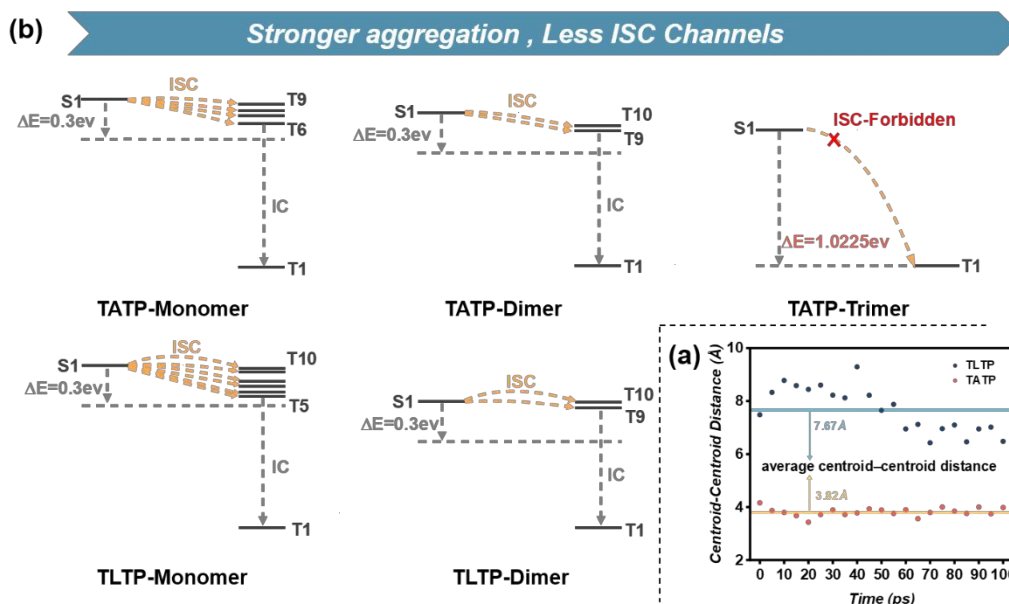 (b)
Stronger aggregation , Less ISC Channels
S1
ISC
T9
T6
ΔE=0.3ev
IC
T1
TATP-Monomer
S1
ISC
T10
T9
ΔE=0.3ev
IC
T1
TATP-Dimer
S1
ISC-Forbidden
ΔE=1.0225ev
T1
TATP-Trimer
S1
ISC
T10
T5
ΔE=0.3ev
IC
T1
TLTP-Monomer
S1
ISC
T10
T9
ΔE=0.3ev
IC
T1
TLTP-Dimer
(a)
Centroid-Centroid Distance (Å)
10
8
6
4
2
TLTP
TATP
7.67Å
average centroid–centroid distance
3.82Å
0 10 20 30 40 50 60 70 80 90 100
Time (ps)